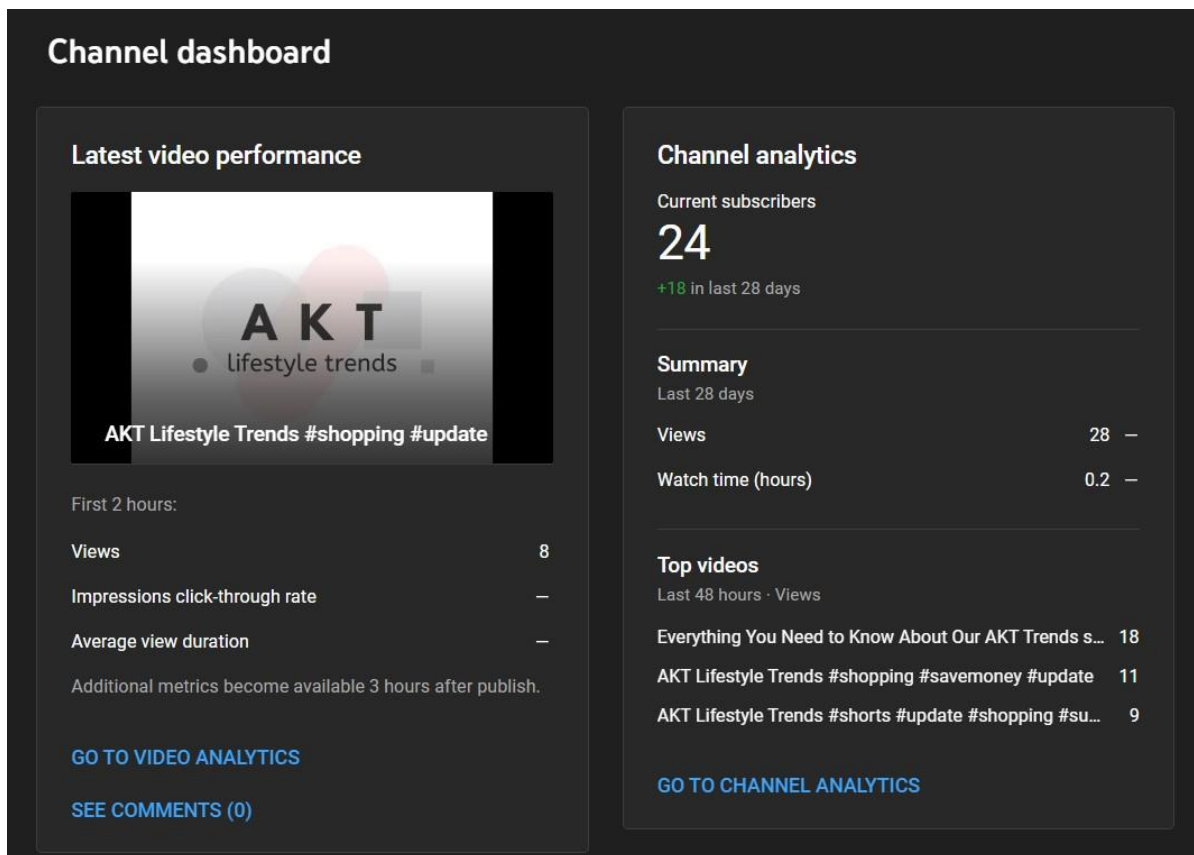 Channel dashboard
Latest video performance
A K T
lifestyle trends
AKT Lifestyle Trends #shopping #update
First 2 hours:
Views 8
Impressions click-through rate —
Average view duration —
Additional metrics become available 3 hours after publish.
GO TO VIDEO ANALYTICS
SEE COMMENTS (0)
Channel analytics
Current subscribers
24
+18 in last 28 days
Summary
Last 28 days
Views 28 —
Watch time (hours) 0.2 —
Top videos
Last 48 hours · Views
Everything You Need to Know About Our AKT Trends s... 18
AKT Lifestyle Trends #shopping #savemoney #update 11
AKT Lifestyle Trends #shorts #update #shopping #su... 9
GO TO CHANNEL ANALYTICS